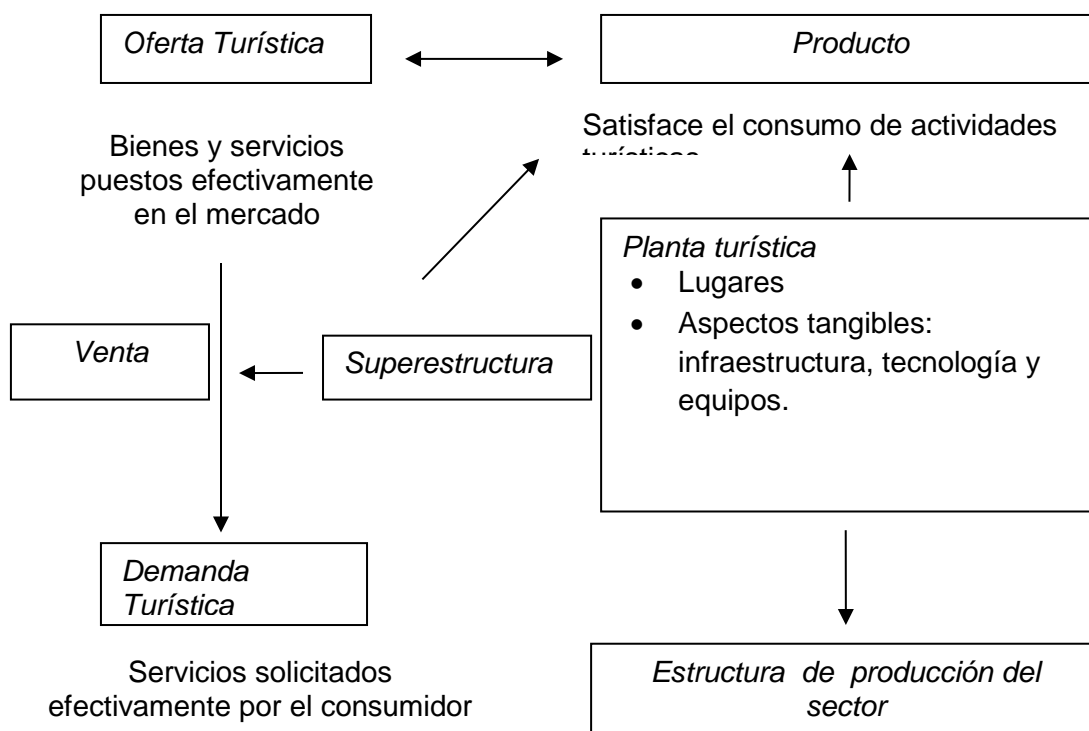 Oferta Turística
Producto
Bienes y servicios
puestos efectivamente
en el mercado
Satisface el consumo de actividades
turísticas
Planta turística
• Lugares
• Aspectos tangibles:
infraestructura, tecnología y
equipos.
Venta
Superestructura
Demanda
Turística
Servicios solicitados
efectivamente por el consumidor
Estructura de producción del
sector